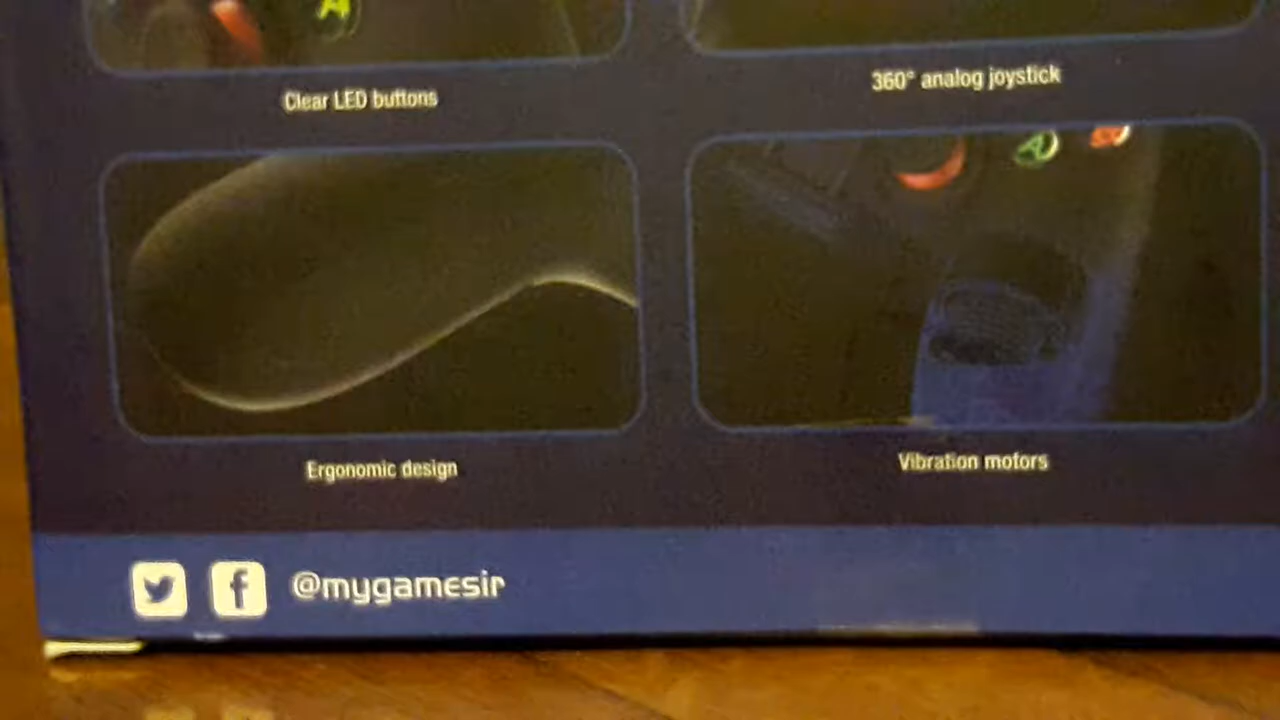 Clear LED buttons
360° analog joystick
Ergonomic design
Vibration motors
@mygamesir